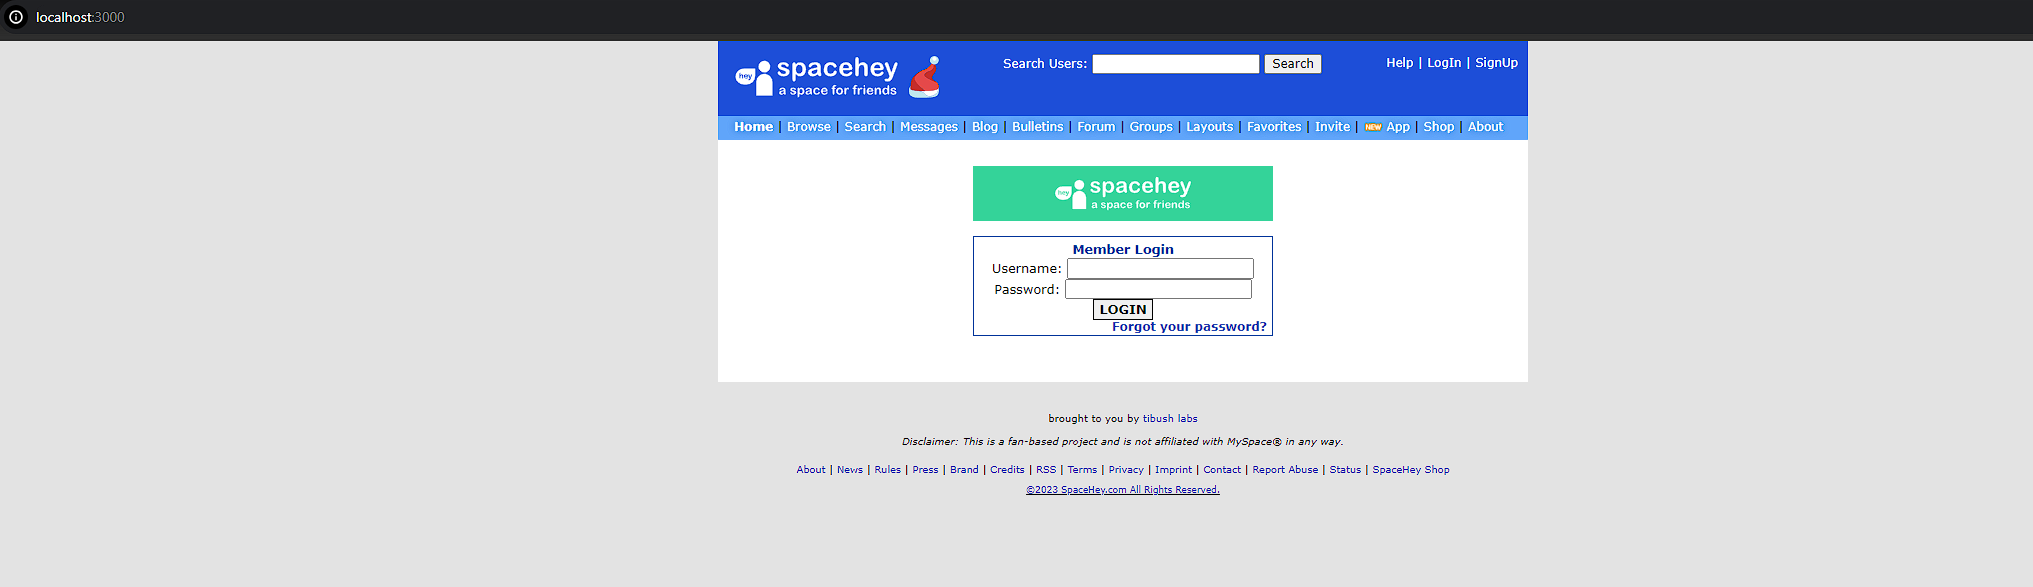 localhost:3000
hey spacehey
a space for friends
Search Users: Search
Help | LogIn | SignUp
Home | Browse | Search | Messages | Blog | Bulletins | Forum | Groups | Layouts | Favorites | Invite | NEW App | Shop | About
hey spacehey
a space for friends
Member Login
Username:
Password:
LOGIN
Forgot your password?
brought to you by tibush labs
Disclaimer: This is a fan-based project and is not affiliated with MySpace® in any way.
About | News | Rules | Press | Brand | Credits | RSS | Terms | Privacy | Imprint | Contact | Report Abuse | Status | SpaceHey Shop
©2023 SpaceHey.com All Rights Reserved.